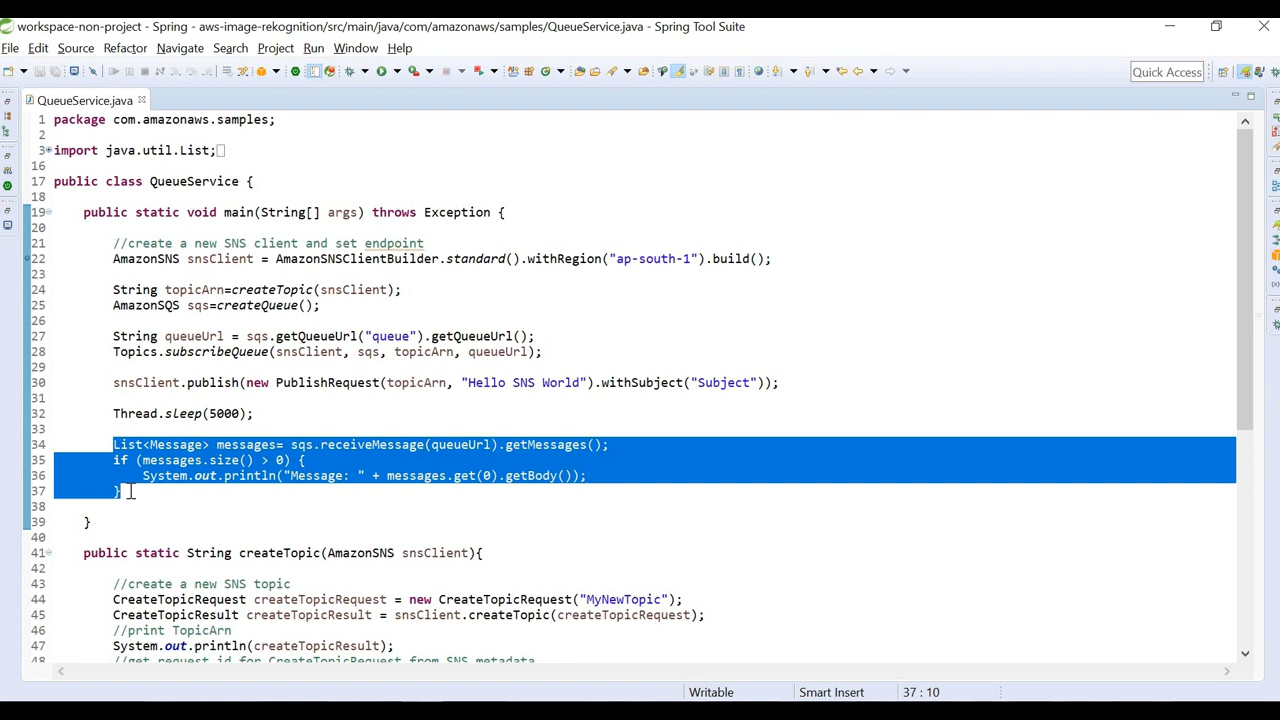 workspace-non-project - Spring - aws-image-rekognition/src/main/java/com/amazonaws/samples/QueueService.java - Spring Tool Suite
File Edit Source Refactor Navigate Search Project Run Window Help
Quick Access
QueueService.java
1 package com.amazonaws.samples;
2
3 import java.util.List;
16
17 public class QueueService {
18
19 public static void main(String[] args) throws Exception {
20
21 //create a new SNS client and set endpoint
22 AmazonSNS snsClient = AmazonSNSClientBuilder.standard().withRegion("ap-south-1").build();
23
24 String topicArn=createTopic(snsClient);
25 AmazonSQS sqs=createQueue();
26
27 String queueUrl = sqs.getQueueUrl("queue").getQueueUrl();
28 Topics.subscribeQueue(snsClient, sqs, topicArn, queueUrl);
29
30 snsClient.publish(new PublishRequest(topicArn, "Hello SNS World").withSubject("Subject"));
31
32 Thread.sleep(5000);
33
34 List<Message> messages= sqs.receiveMessage(queueUrl).getMessages();
35 if (messages.size() > 0) {
36 System.out.println("Message: " + messages.get(0).getBody());
37 }
38
39 }
40
41 public static String createTopic(AmazonSNS snsClient){
42
43 //create a new SNS topic
44 CreateTopicRequest createTopicRequest = new CreateTopicRequest("MyNewTopic");
45 CreateTopicResult createTopicResult = snsClient.createTopic(createTopicRequest);
46 //print TopicArn
47 System.out.println(createTopicResult);
48 //get request id for CreateTopicRequest from SNS metadata
Writable Smart Insert 37 : 10